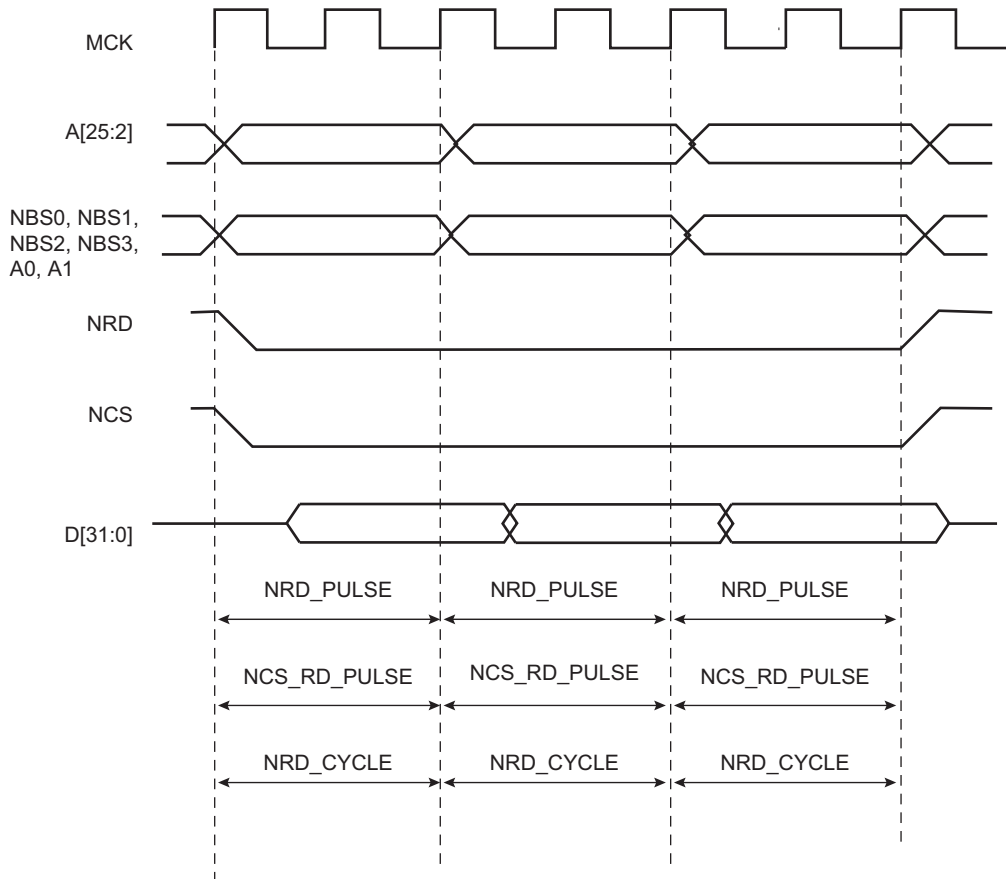 MCK
A[25:2]
NBS0, NBS1,
NBS2, NBS3,
A0, A1
NRD
NCS
D[31:0]
NRD_PULSE NRD_PULSE NRD_PULSE
NCS_RD_PULSE NCS_RD_PULSE NCS_RD_PULSE
NRD_CYCLE NRD_CYCLE NRD_CYCLE